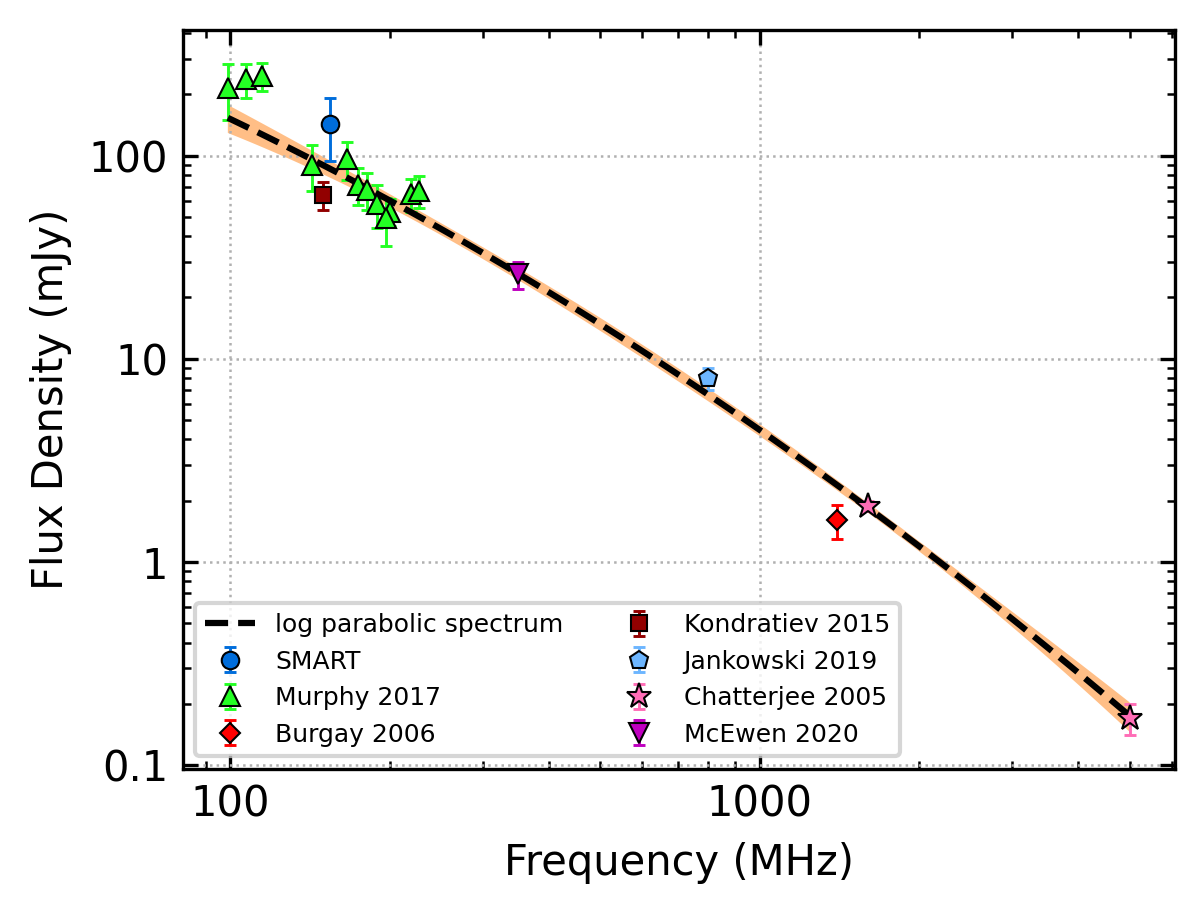 100
10
1
0.1
Flux Density (mJy)
log parabolic spectrum
SMART
Murphy 2017
Burgay 2006
Kondratiev 2015
Jankowski 2019
Chatterjee 2005
McEwen 2020
100
1000
Frequency (MHz)